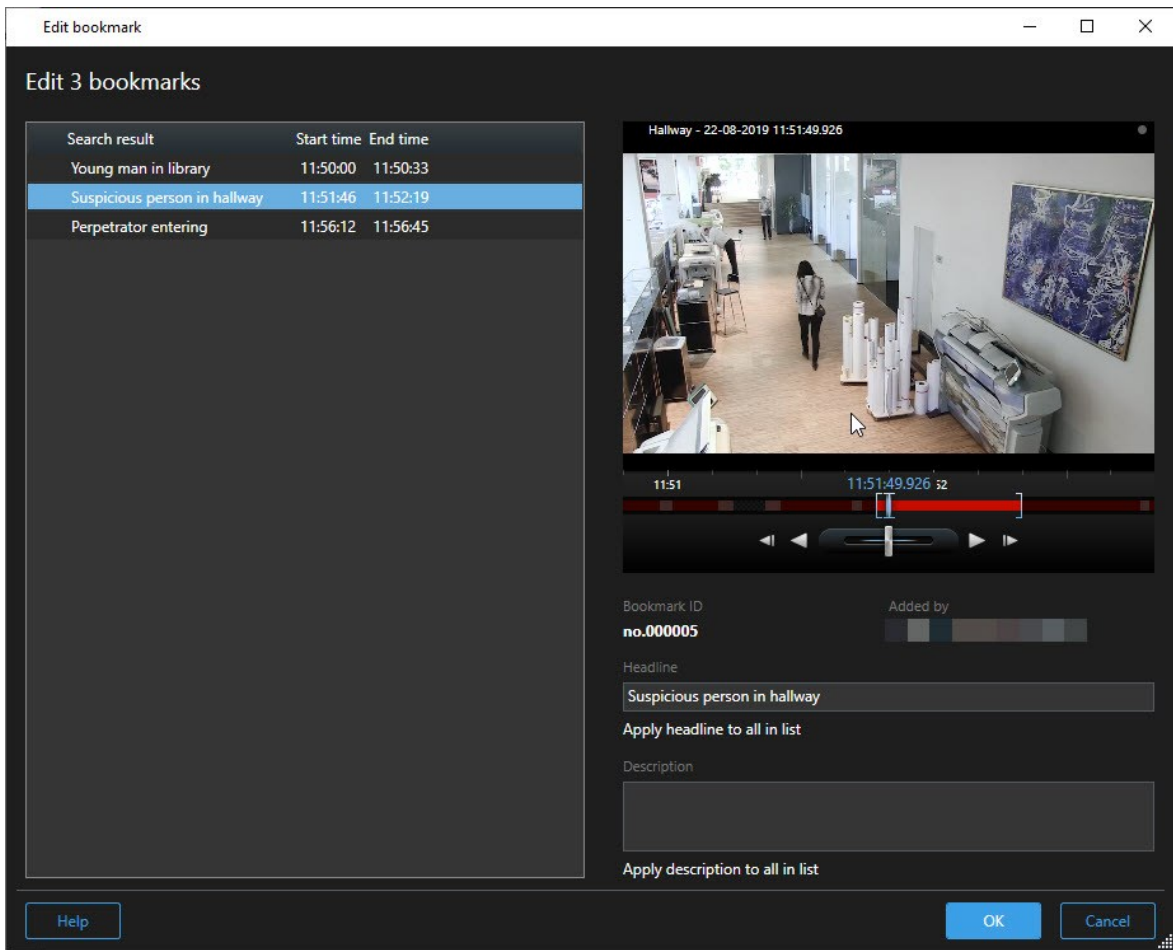 Edit bookmark
Edit 3 bookmarks
Search result Start time End time
Young man in library 11:50:00 11:50:33
Suspicious person in hallway 11:51:46 11:52:19
Perpetrator entering 11:56:12 11:56:45
Hallway - 22-08-2019 11:51:49.926
11:51 11:51:49.926 52
Bookmark ID Added by
no.000005
Headline
Suspicious person in hallway
Apply headline to all in list
Description
Apply description to all in list
Help OK Cancel